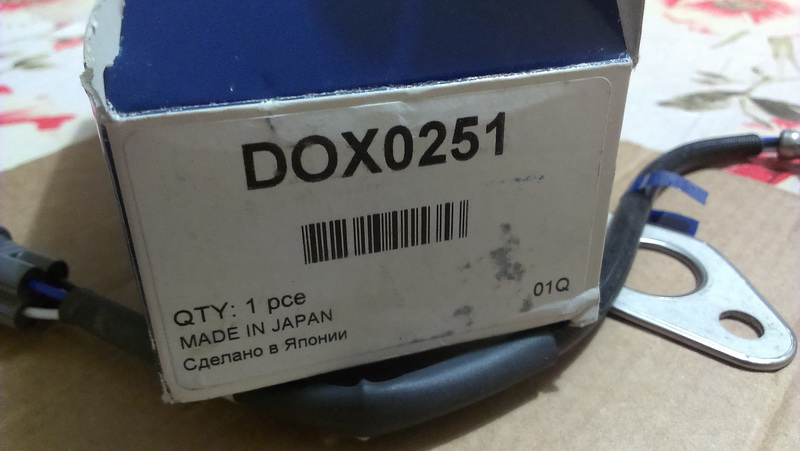 DOX0251
QTY: 1 pce
01Q
MADE IN JAPAN
Сделано в Японии